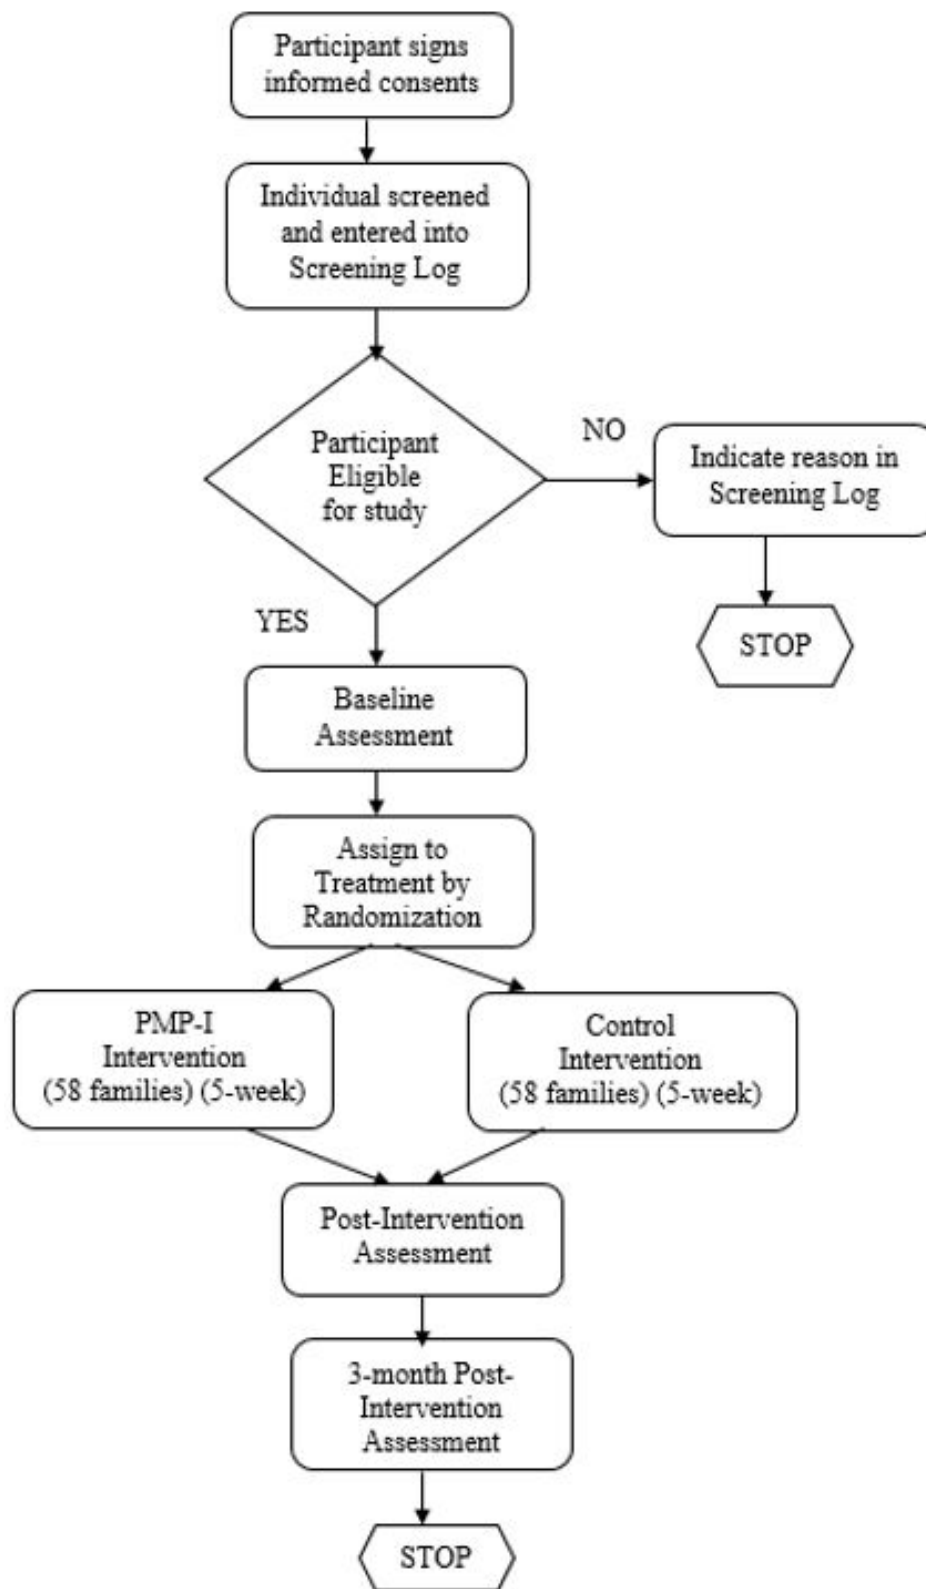 Participant signs
informed consents
Individual screened
and entered into
Screening Log
Participant
Eligible
for study
NO
Indicate reason in
Screening Log
STOP
YES
Baseline
Assessment
Assign to
Treatment by
Randomization
PMP-I
Intervention
(58 families) (5-week)
Control
Intervention
(58 families) (5-week)
Post-Intervention
Assessment
3-month Post-
Intervention
Assessment
STOP